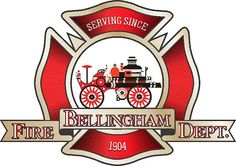 SERVING SINCE
FIRE BELLINGHAM DEPT.
1904